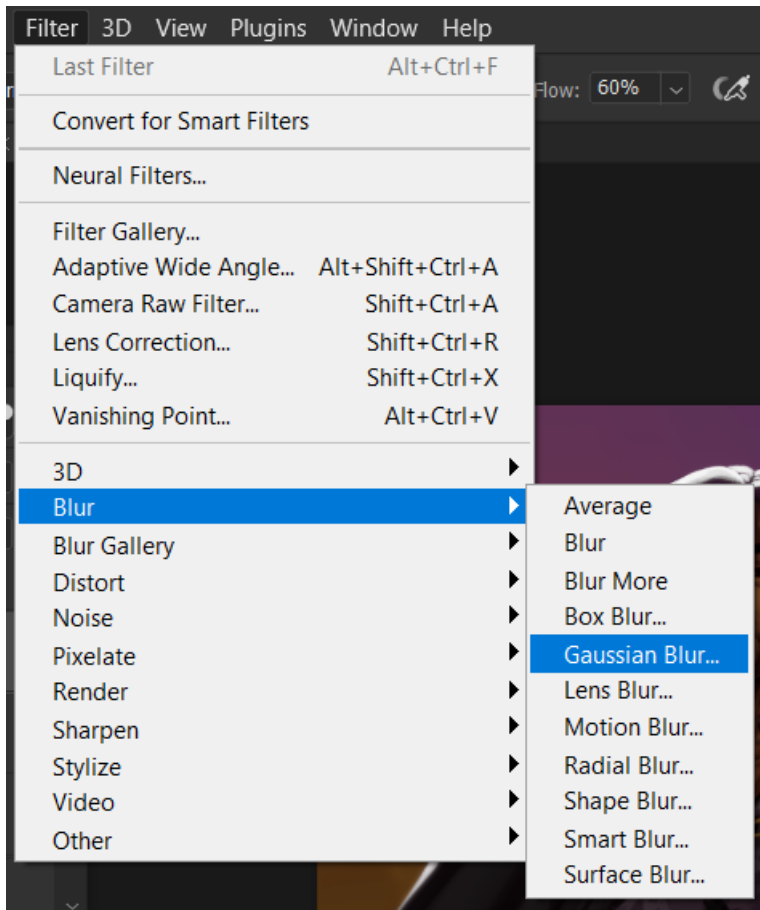 Filter 3D View Plugins Window Help
Last Filter Alt+Ctrl+F
Flow: 60%
Convert for Smart Filters
Neural Filters...
Filter Gallery...
Adaptive Wide Angle... Alt+Shift+Ctrl+A
Camera Raw Filter... Shift+Ctrl+A
Lens Correction... Shift+Ctrl+R
Liquify... Shift+Ctrl+X
Vanishing Point... Alt+Ctrl+V
3D
Blur
Blur Gallery
Distort
Noise
Pixelate
Render
Sharpen
Stylize
Video
Other
Average
Blur
Blur More
Box Blur...
Gaussian Blur...
Lens Blur...
Motion Blur...
Radial Blur...
Shape Blur...
Smart Blur...
Surface Blur...